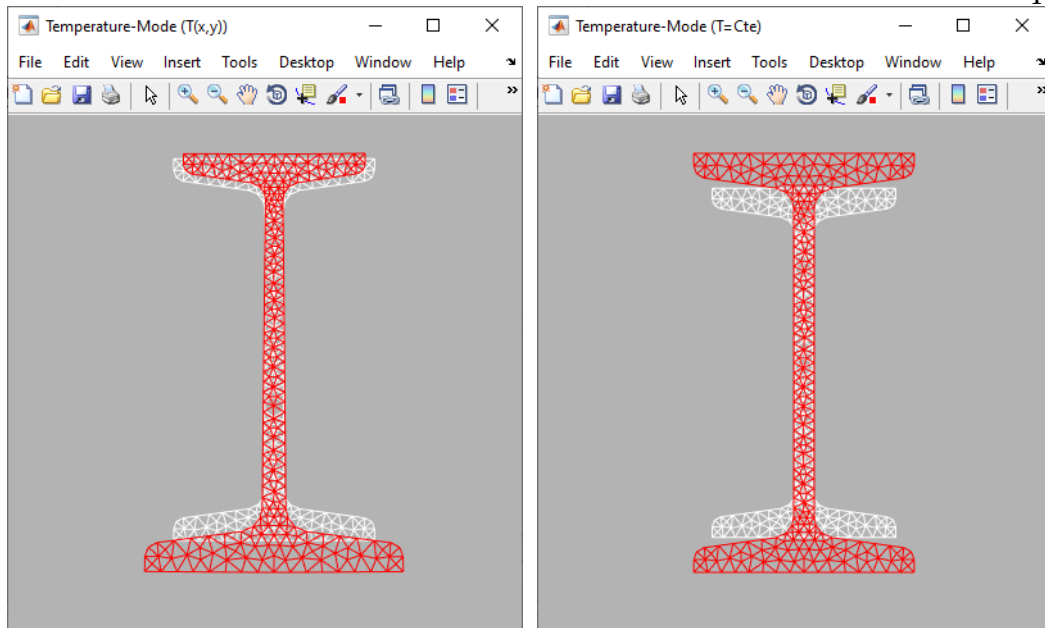 Temperature-Mode (T(x,y))
File Edit View Insert Tools Desktop Window Help
Temperature-Mode (T=Cte)
File Edit View Insert Tools Desktop Window Help